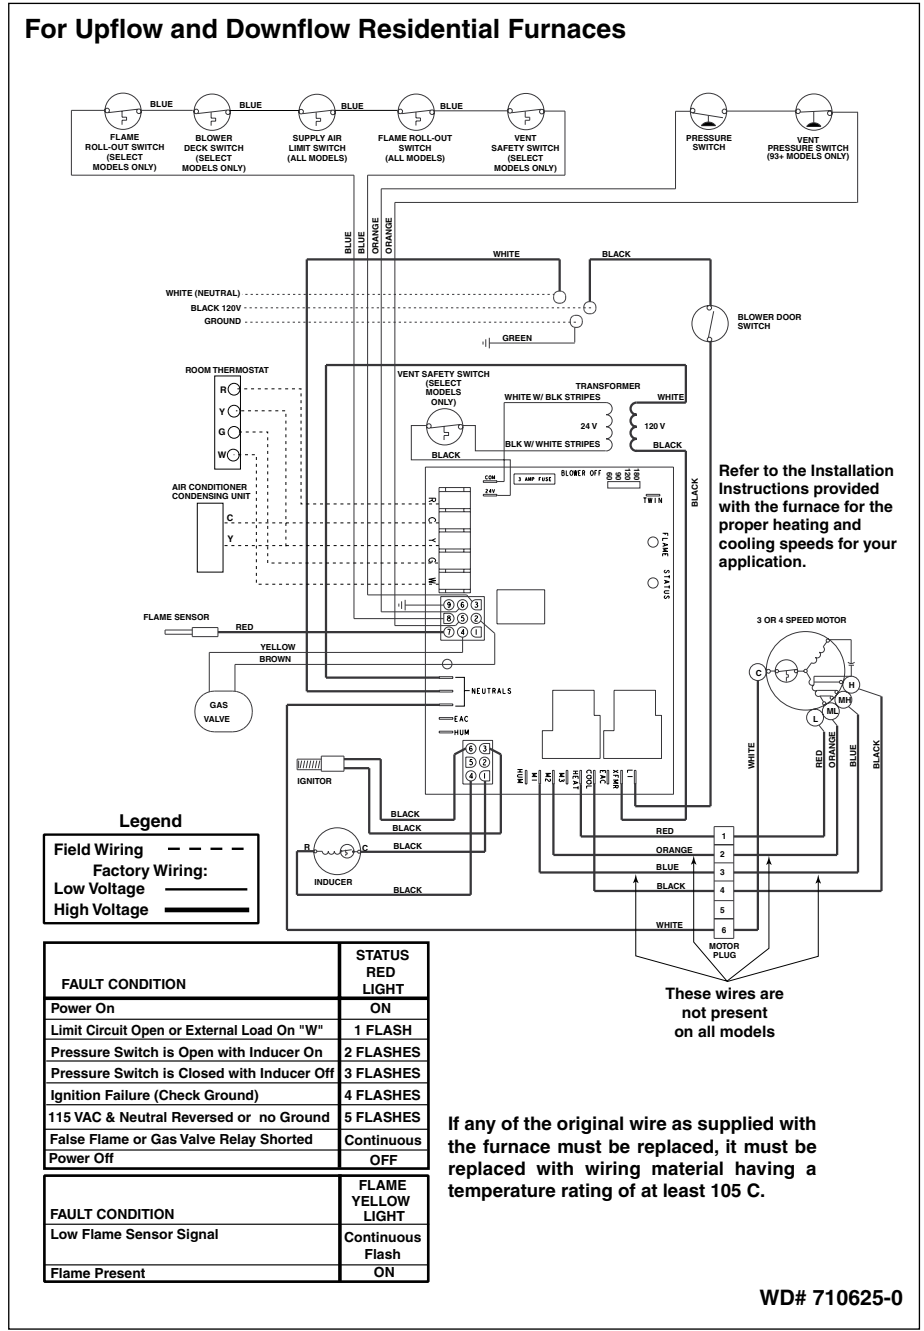 For Upflow and Downflow Residential Furnaces
BLUE
BLUE
BLUE
BLUE
FLAME
ROLL-OUT SWITCH
(SELECT
MODELS ONLY)
BLOWER
DECK SWITCH
(SELECT
MODELS ONLY)
SUPPLY AIR
LIMIT SWITCH
(ALL MODELS)
FLAME ROLL-OUT
SWITCH
(ALL MODELS)
VENT
SAFETY SWITCH
(SELECT
MODELS ONLY)
PRESSURE
SWITCH
VENT
PRESSURE SWITCH
(93+ MODELS ONLY)
BLUE
BLUE
ORANGE
ORANGE
WHITE
BLACK
WHITE (NEUTRAL)
BLACK 120V
GROUND
GREEN
BLOWER DOOR
SWITCH
ROOM THERMOSTAT
R
Y
G
W
VENT SAFETY SWITCH
(SELECT
MODELS
ONLY)
BLACK
TRANSFORMER
WHITE W/ BLK STRIPES
WHITE
24 V
120 V
BLK W/ WHITE STRIPES
BLACK
BLACK
AIR CONDITIONER
CONDENSING UNIT
C
Y
COM
24V
3 AMP FUSE
BLOWER OFF
60
90
120
180
TWIN
R
C
Y
G
W
FLAME
STATUS
Refer to the Installation
Instructions provided
with the furnace for the
proper heating and
cooling speeds for your
application.
9 6 3
8 5 2
7 4 1
FLAME SENSOR
RED
YELLOW
BROWN
GAS
VALVE
NEUTRALS
EAC
HUM
6 3
5 2
4 1
HUM
M1
M2
M3
HEAT
COOL
EAC
XFMR
L1
3 OR 4 SPEED MOTOR
C
H
MH
ML
L
WHITE
RED
ORANGE
BLUE
BLACK
IGNITOR
BLACK
BLACK
R
C
BLACK
INDUCER
BLACK
RED
ORANGE
BLUE
BLACK
WHITE
1
2
3
4
5
6
MOTOR
PLUG
These wires are
not present
on all models
Legend
Field Wiring
Factory Wiring:
Low Voltage
High Voltage
FAULT CONDITION
STATUS
RED
LIGHT
Power On ON
Limit Circuit Open or External Load On "W" 1 FLASH
Pressure Switch is Open with Inducer On 2 FLASHES
Pressure Switch is Closed with Inducer Off 3 FLASHES
Ignition Failure (Check Ground) 4 FLASHES
115 VAC & Neutral Reversed or no Ground 5 FLASHES
False Flame or Gas Valve Relay Shorted Continuous
Power Off OFF
FAULT CONDITION
FLAME
YELLOW
LIGHT
Low Flame Sensor Signal Continuous
Flash
Flame Present ON
If any of the original wire as supplied with
the furnace must be replaced, it must be
replaced with wiring material having a
temperature rating of at least 105 C.
WD# 710625-0